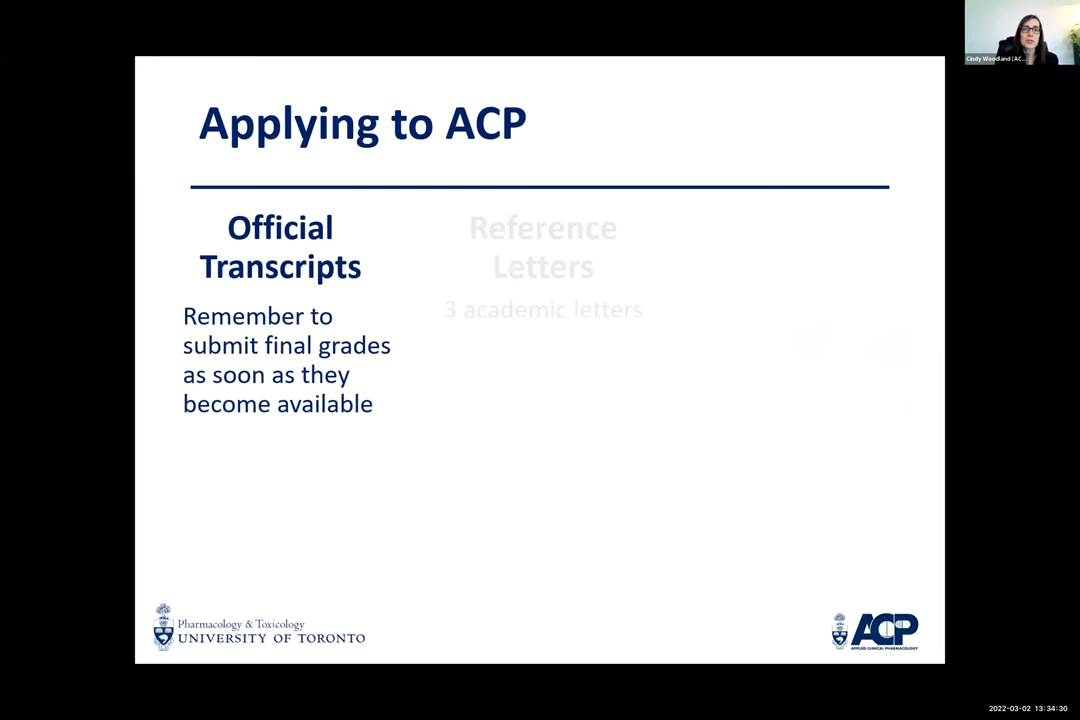 Cindy Woodland (AC...
Applying to ACP
Official
Transcripts
Remember to
submit final grades
as soon as they
become available
Reference
Letters
3 academic letters
Pharmacology & Toxicology
UNIVERSITY OF TORONTO
ACP
APPLIED CLINICAL PHARMACOLOGY
2022-03-02 13:34:30